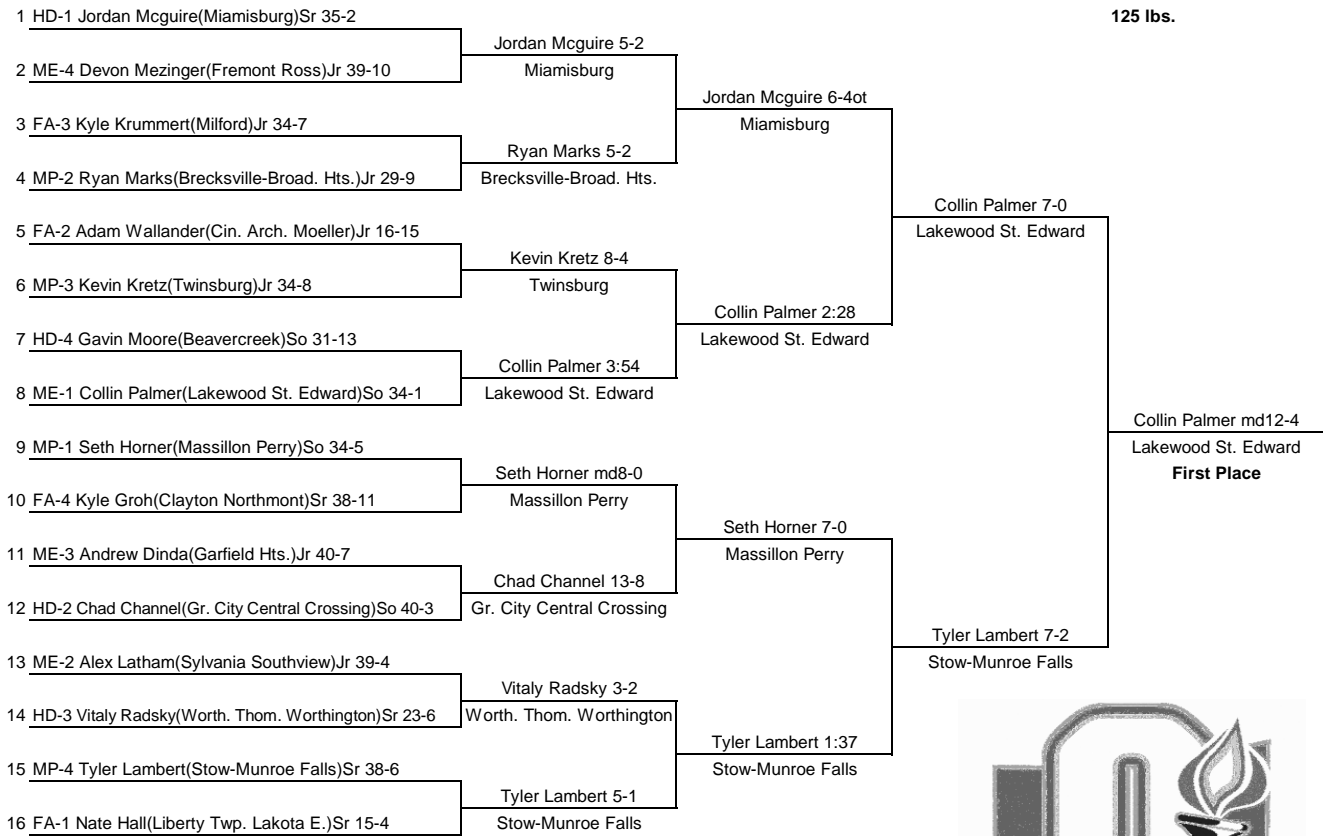 1 HD-1 Jordan Mcguire(Miamisburg)Sr 35-2
125 lbs.
Jordan Mcguire 5-2
2 ME-4 Devon Mezinger(Fremont Ross)Jr 39-10
Miamisburg
Jordan Mcguire 6-4ot
3 FA-3 Kyle Krummert(Milford)Jr 34-7
Miamisburg
Ryan Marks 5-2
4 MP-2 Ryan Marks(Brecksville-Broad. Hts.)Jr 29-9
Brecksville-Broad. Hts.
Collin Palmer 7-0
5 FA-2 Adam Wallander(Cin. Arch. Moeller)Jr 16-15
Lakewood St. Edward
Kevin Kretz 8-4
6 MP-3 Kevin Kretz(Twinsburg)Jr 34-8
Twinsburg
Collin Palmer 2:28
7 HD-4 Gavin Moore(Beavercreek)So 31-13
Lakewood St. Edward
Collin Palmer 3:54
8 ME-1 Collin Palmer(Lakewood St. Edward)So 34-1
Lakewood St. Edward
Collin Palmer md12-4
9 MP-1 Seth Horner(Massillon Perry)So 34-5
Lakewood St. Edward
Seth Horner md8-0
First Place
10 FA-4 Kyle Groh(Clayton Northmont)Sr 38-11
Massillon Perry
Seth Horner 7-0
11 ME-3 Andrew Dinda(Garfield Hts.)Jr 40-7
Massillon Perry
Chad Channel 13-8
12 HD-2 Chad Channel(Gr. City Central Crossing)So 40-3
Gr. City Central Crossing
Tyler Lambert 7-2
13 ME-2 Alex Latham(Sylvania Southview)Jr 39-4
Stow-Munroe Falls
Vitaly Radsky 3-2
14 HD-3 Vitaly Radsky(Worth. Thom. Worthington)Sr 23-6
Worth. Thom. Worthington
Tyler Lambert 1:37
15 MP-4 Tyler Lambert(Stow-Munroe Falls)Sr 38-6
Stow-Munroe Falls
Tyler Lambert 5-1
16 FA-1 Nate Hall(Liberty Twp. Lakota E.)Sr 15-4
Stow-Munroe Falls